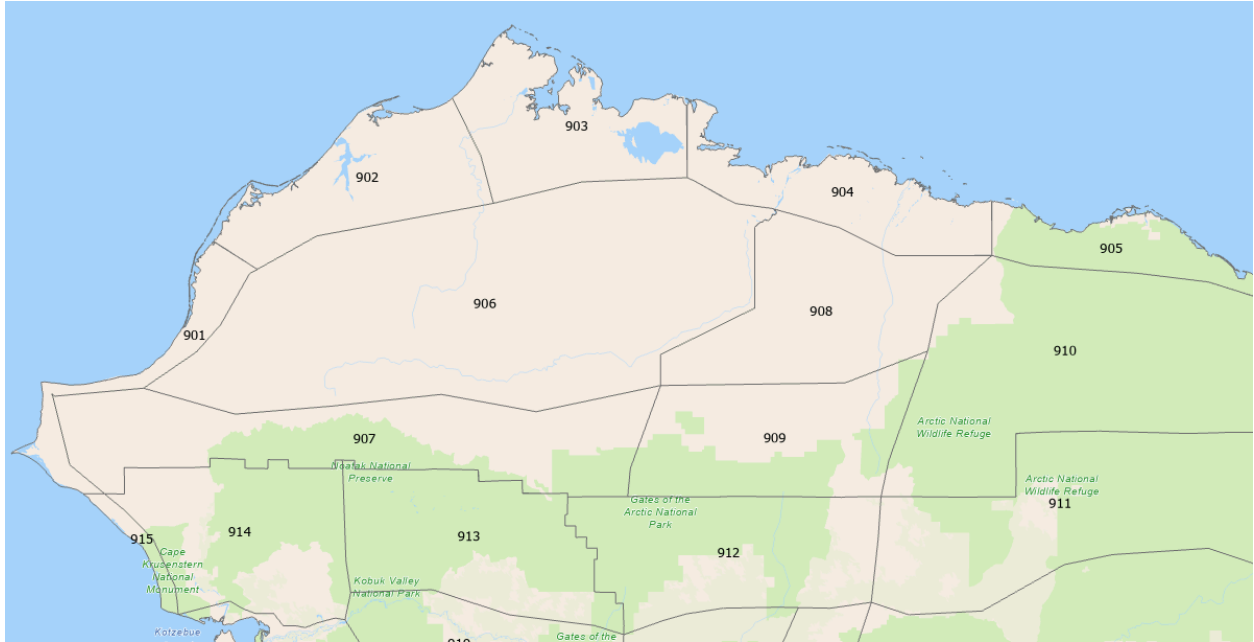 903
902
904
905
906
908
901
910
Arctic National
Wildlife Refuge
907
909
Noatak National
Preserve
Arctic National
Wildlife Refuge
911
Gates of the
Arctic National
Park
914
913
915
912
Cape
Krusenstern
National
Monument
Kobuk Valley
National Park
Kotzebue
Gates of the